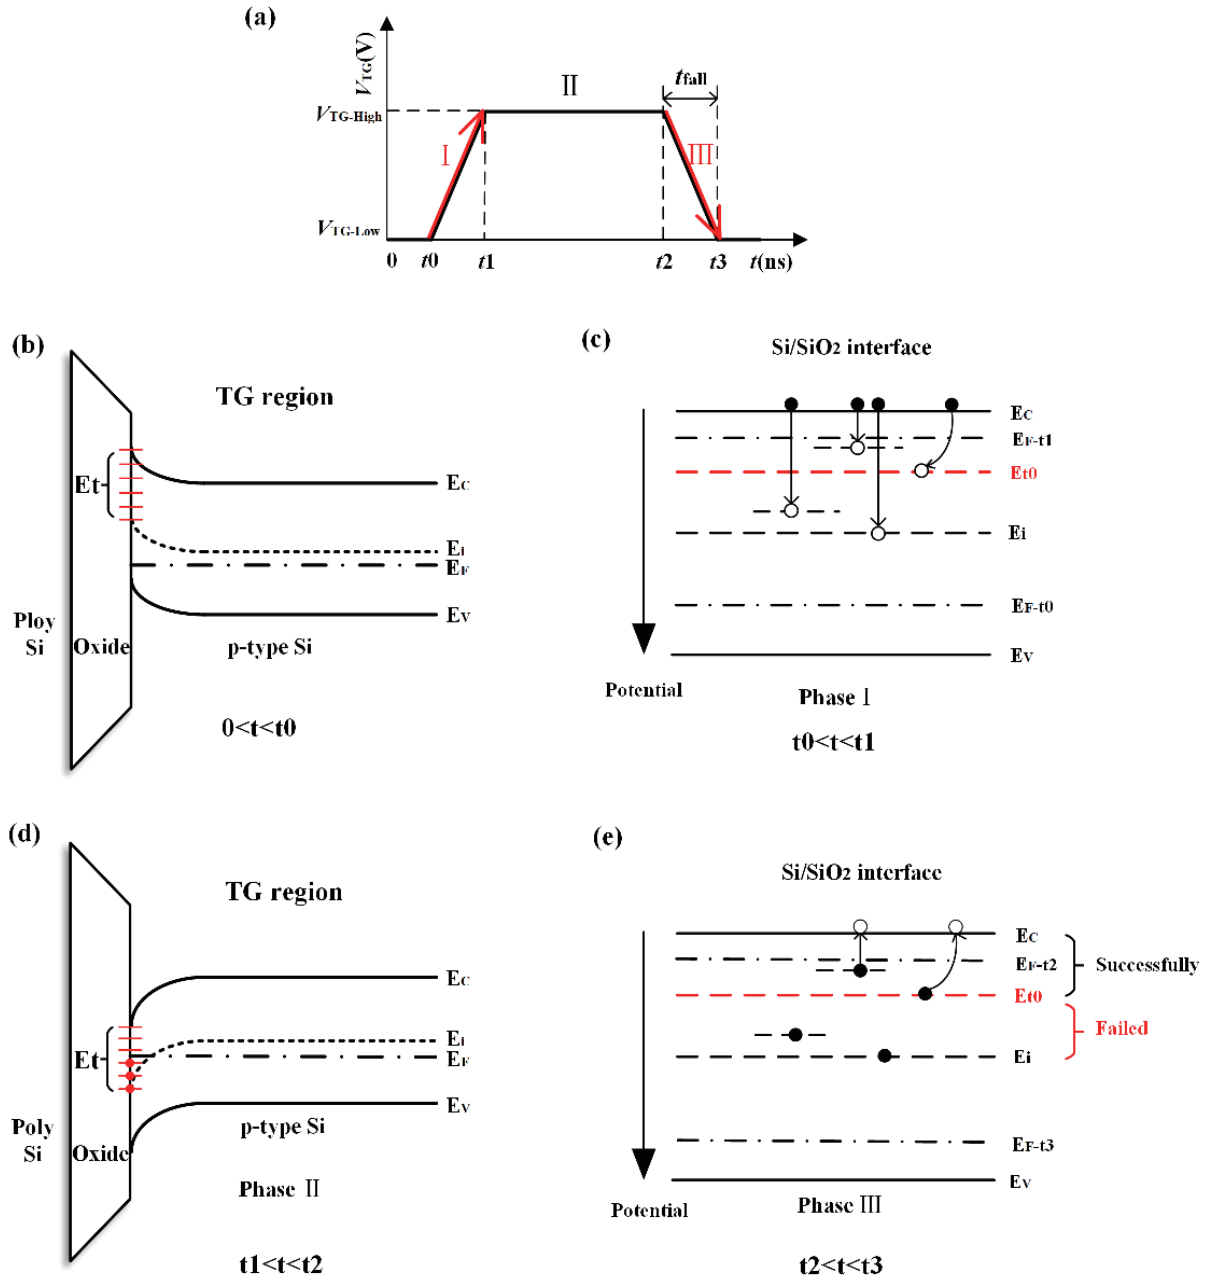 (a)
VTG(V)
II
tfall
VTG-High
I
III
VTG-Low
0 t0 t1 t2 t3 t(ns)
(b)
TG region
Et
EC
Ei
EF
EV
Ploy
Si
Oxide
p-type Si
0<t<t0
(c)
Si/SiO2 interface
EC
EF-t1
Et0
Ei
EF-t0
EV
Potential
Phase I
t0<t<t1
(d)
TG region
EC
Et
Ei
EF
EV
Poly
Si
Oxide
p-type Si
Phase II
t1<t<t2
(e)
Si/SiO2 interface
EC
EF-t2
Successfully
Et0
Failed
Ei
EF-t3
EV
Potential
Phase III
t2<t<t3